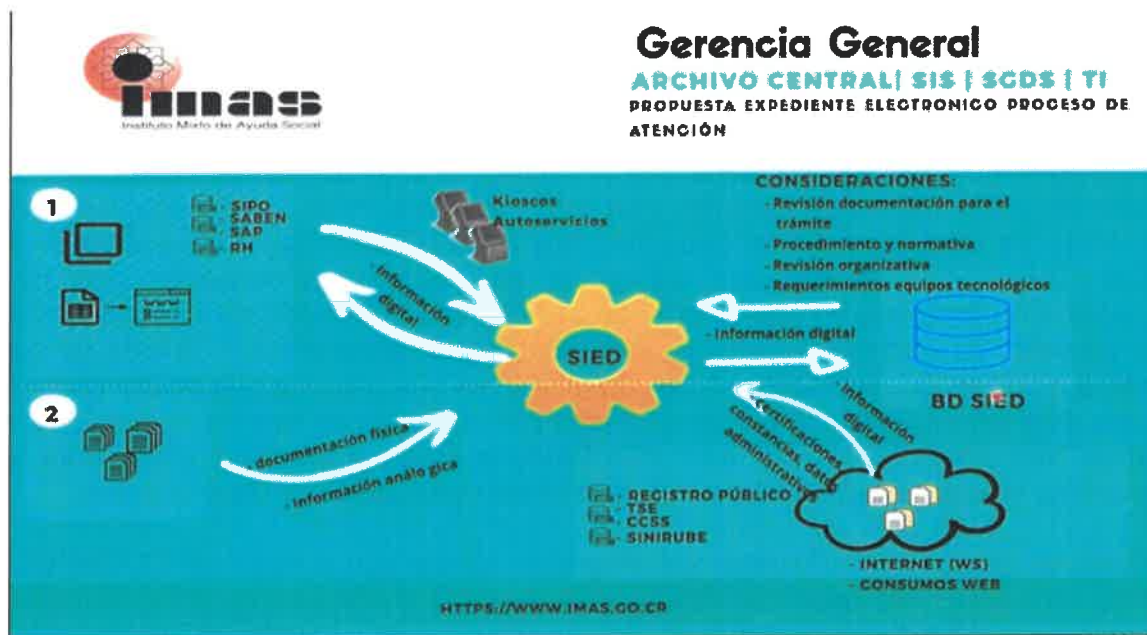 imas
Instituto Mixto de Ayuda Social
Gerencia General
ARCHIVO CENTRAL| SIS | SGDS | TI
PROPUESTA EXPEDIENTE ELECTRONICO PROCESO DE
ATENCIÓN
1
- SIPO
- SABEN
- SAP
- RH
Kioscos
Autoservicios
CONSIDERACIONES:
- Revisión documentación para el
trámite
- Procedimiento y normativa
- Revisión organizativa
- Requerimientos equipos tecnológicos
- Información
digital
SIED
- Información digital
BD SIED
2
- documentación física
- Información análo gica
- Información
digital
certificaciones,
constancias, datos
administrativos
- REGISTRO PÚBLICO
- TSE
- CCSS
- SINIRUBE
- INTERNET (WS)
- CONSUMOS WEB
HTTPS://WWW.IMAS.GO.CR